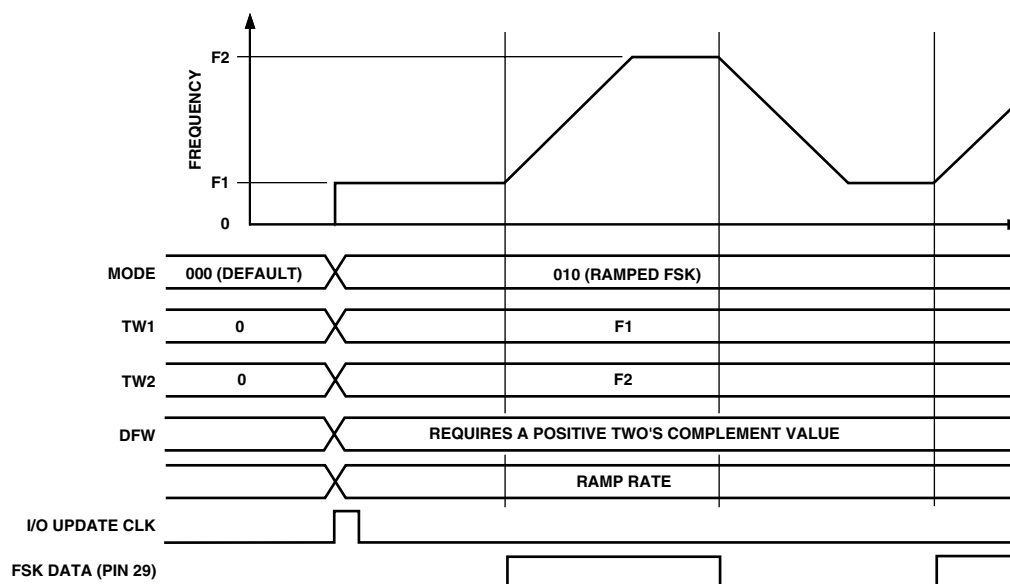 F2
FREQUENCY
F1
0
MODE
000 (DEFAULT)
010 (RAMPED FSK)
TW1
0
F1
TW2
0
F2
DFW
REQUIRES A POSITIVE TWO'S COMPLEMENT VALUE
RAMP RATE
I/O UPDATE CLK
FSK DATA (PIN 29)